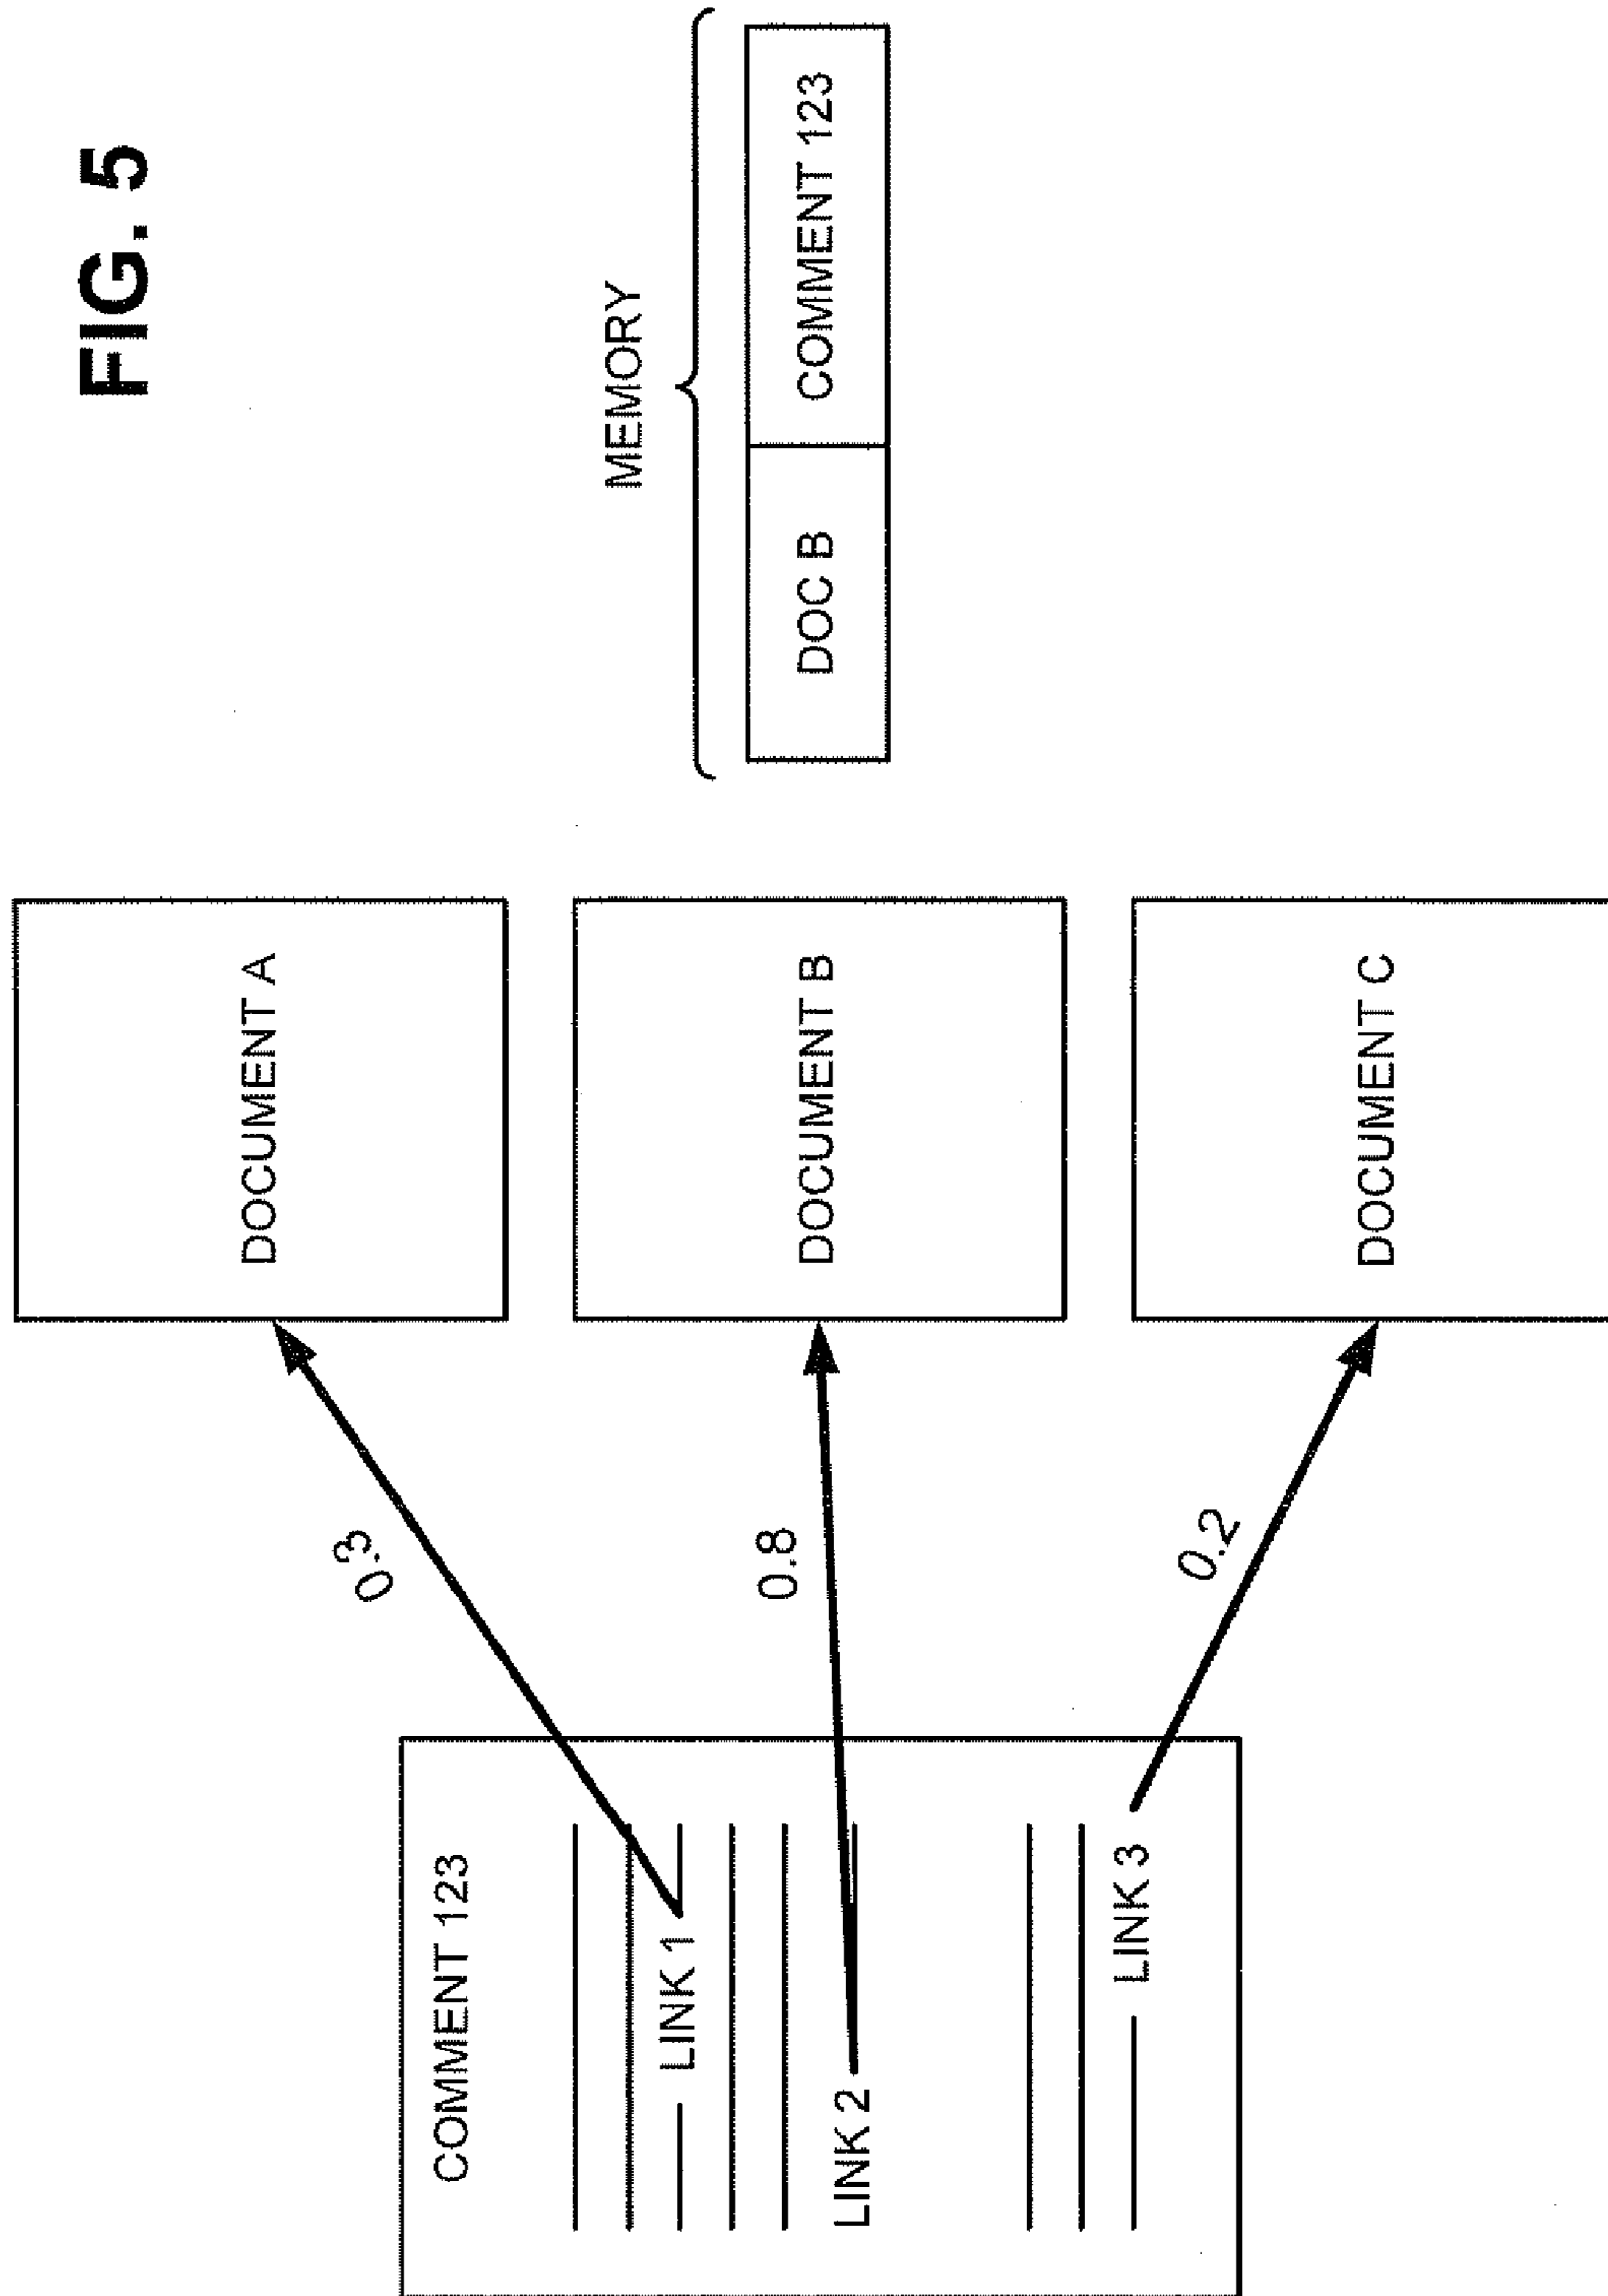 COMMENT 123
LINK 1
LINK 2
LINK 3
0.3
0.8
0.2
DOCUMENT A
DOCUMENT B
DOCUMENT C
MEMORY
DOC B
COMMENT 123
FIG. 5